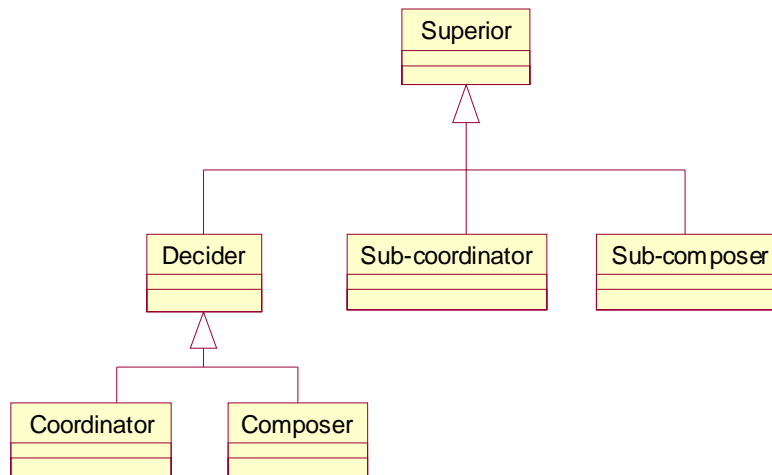 Superior
Decider
Sub-coordinator
Sub-composer
Coordinator
Composer